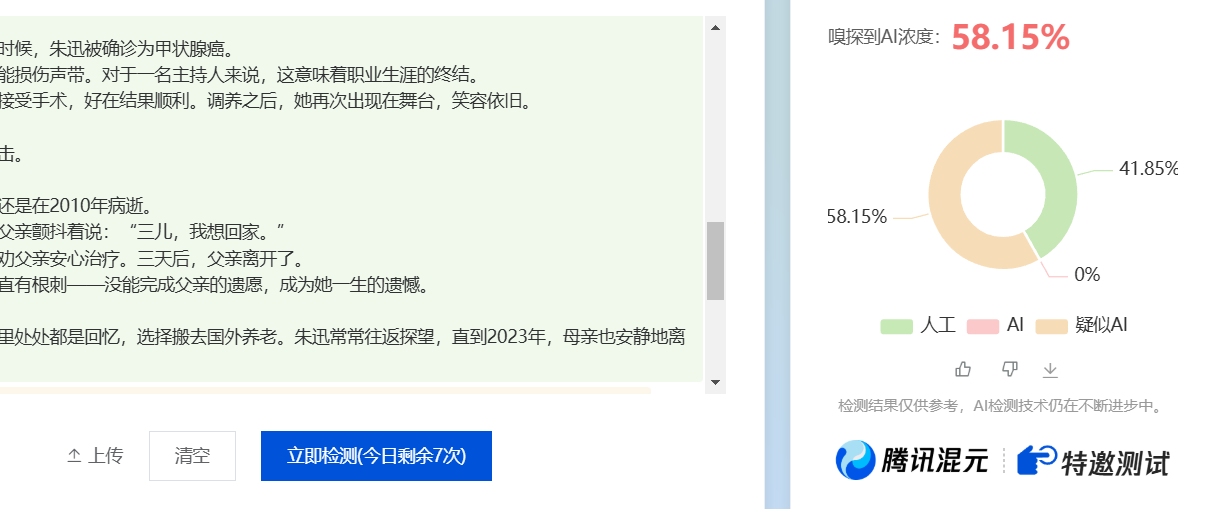 时候，朱迅被确诊为甲状腺癌。
能损伤声带。对于一名主持人来说，这意味着职业生涯的终结。
接受手术，好在结果顺利。调养之后，她再次出现在舞台，笑容依旧。
击。
还是在2010年病逝。
父亲颤抖着说：“三儿，我想回家。”
劝父亲安心治疗。三天后，父亲离开了。
直有根刺——没能完成父亲的遗愿，成为她一生的遗憾。
里处处都是回忆，选择搬去国外养老。朱迅常常往返探望，直到2023年，母亲也安静地离
上传
清空
立即检测(今日剩余7次)
嗅探到AI浓度：58.15%
41.85%
58.15%
0%
人工 AI 疑似AI
检测结果仅供参考，AI检测技术仍在不断进步中。
腾讯混元 特邀测试